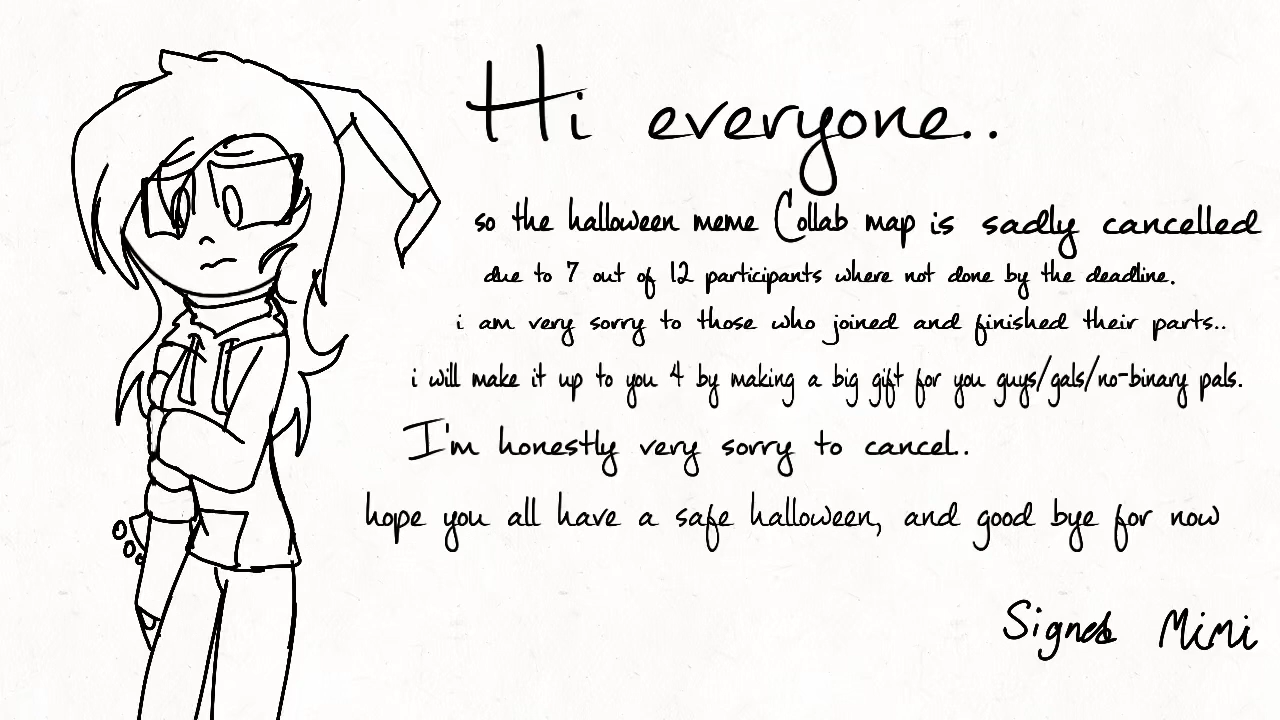 Hi everyone..
so the halloween meme Collab map is sadly cancelled
due to 7 out of 12 participants where not done by the deadline.
i am very sorry to those who joined and finished their parts..
i will make it up to you 4 by making a big gift for you guys/gals/no-binary pals.
I'm honestly very sorry to cancel..
hope you all have a safe halloween, and good bye for now
Signed Mimi